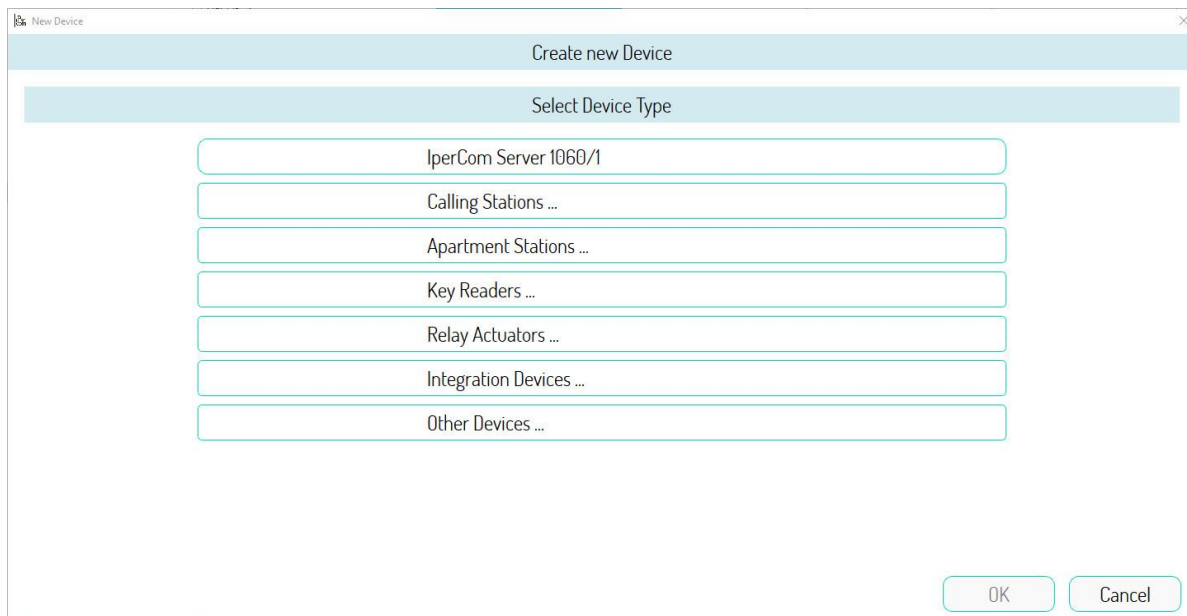 New Device
Create new Device
Select Device Type
IperCom Server 1060/1
Calling Stations ...
Apartment Stations ...
Key Readers ...
Relay Actuators ...
Integration Devices ...
Other Devices ...
OK
Cancel